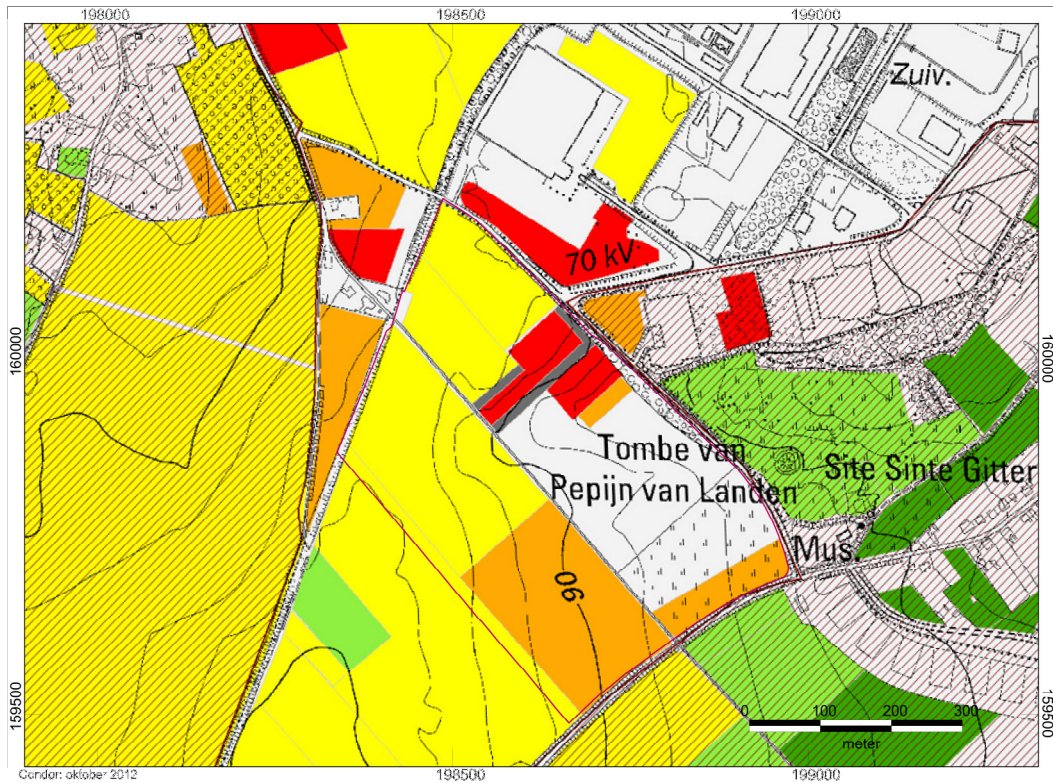 198000
198500
199000
Zuiv.
70 kV
160000
160000
Tombe van
Pepijn van Landen
Site Sinte Gitter
Mus.
90
159500
159500
0 100 200 300
meter
198000
198500
199000
Condor: oktober 2012